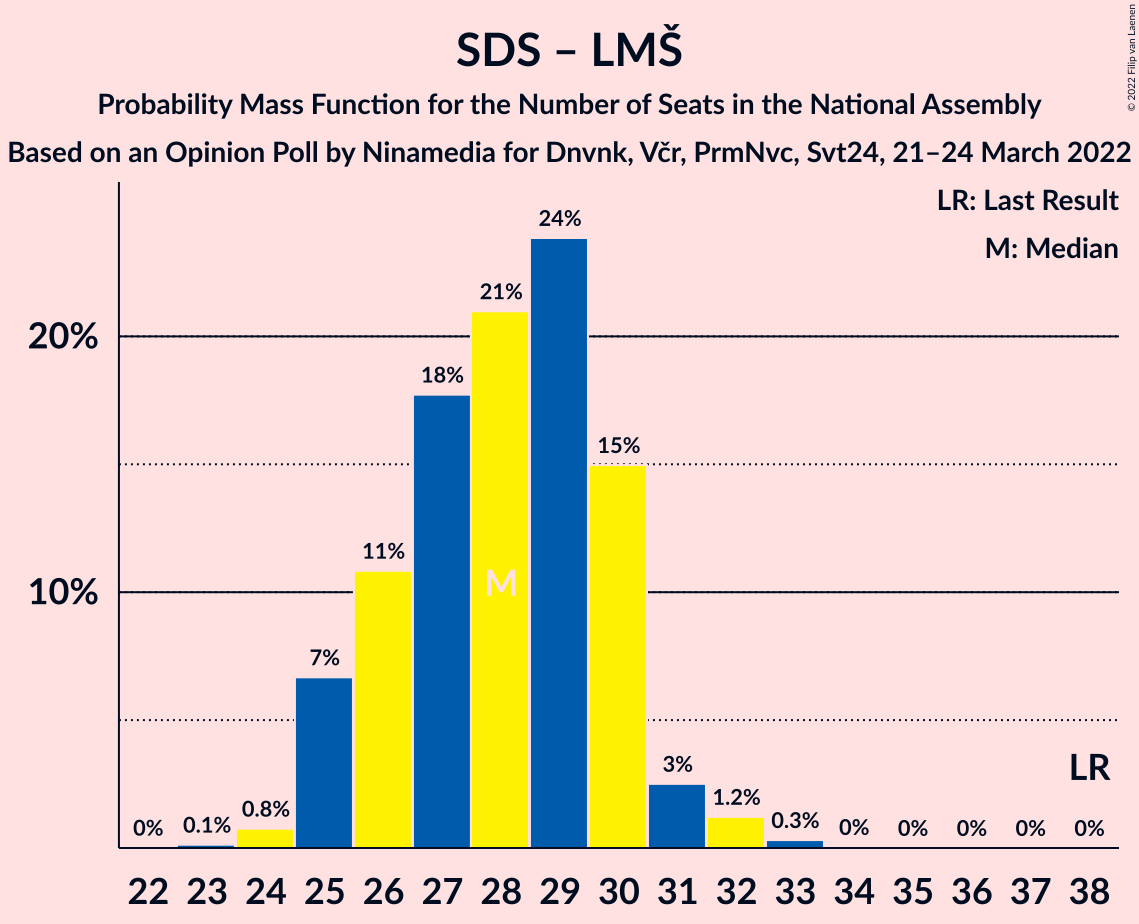 SDS – LMŠ
Probability Mass Function for the Number of Seats in the National Assembly
Based on an Opinion Poll by Ninamedia for Dnvnk, Včr, PrmNvc, Svt24, 21–24 March 2022
© 2022 Filip van Laenen
LR: Last Result
M: Median
24%
21%
20%
18%
15%
11%
10%
M
7%
LR
3%
1.2%
0.8%
0.3%
0.1%
0% 0% 0% 0% 0% 0%
22 23 24 25 26 27 28 29 30 31 32 33 34 35 36 37 38